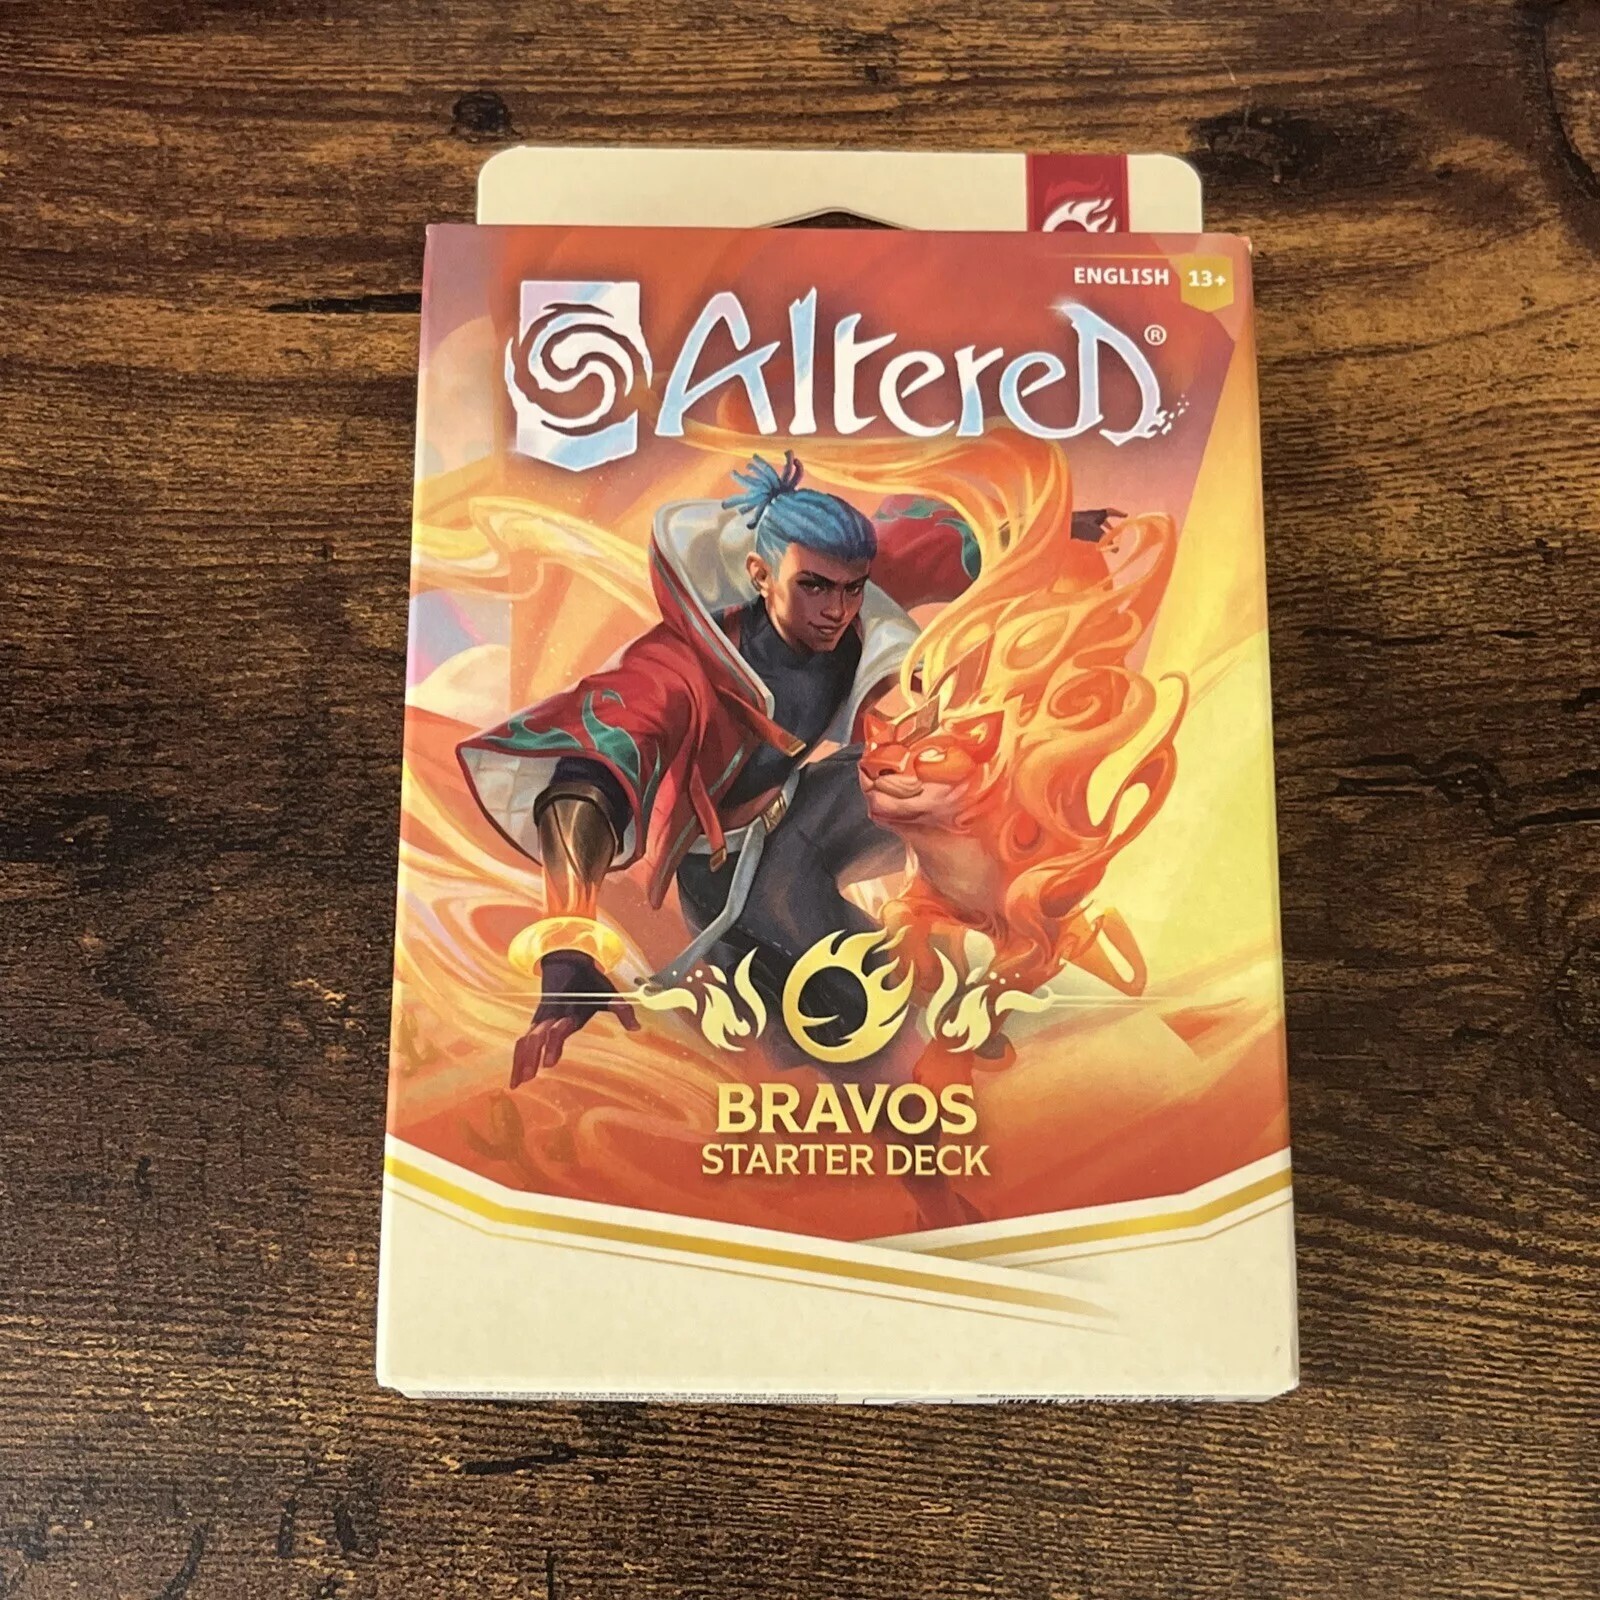 ENGLISH 13+
Altered®
BRAVOS
STARTER DECK